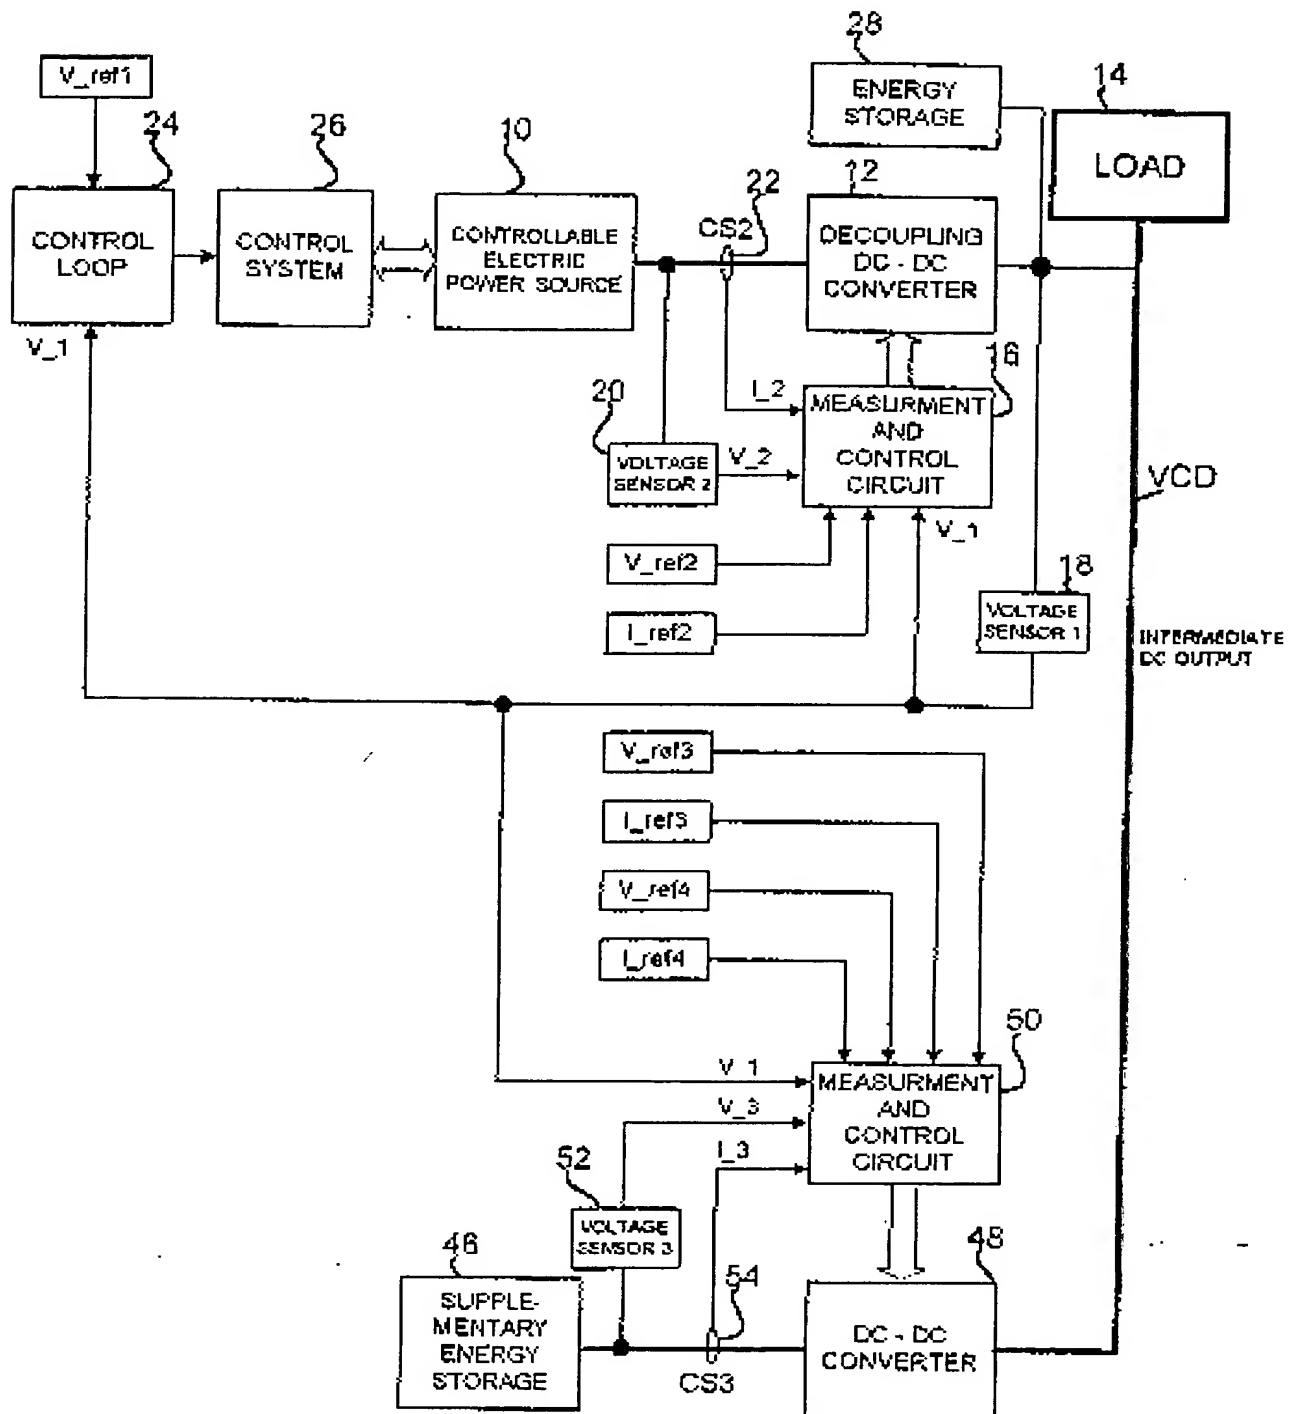 28
V_ref1
ENERGY
STORAGE
14
LOAD
24
26
10
22
12
CS2
CONTROL
LOOP
CONTROL
SYSTEM
CONTROLLABLE
ELECTRIC
POWER SOURCE
DECOUPLING
DC - DC
CONVERTER
V_1
16
I_2
20
MEASURMENT
AND
CONTROL
CIRCUIT
VOLTAGE
SENSOR 2
V_2
VCD
V_1
V_ref2
18
I_ref2
VOLTAGE
SENSOR 1
INTERMEDIATE
DC OUTPUT
V_ref3
I_ref3
V_ref4
I_ref4
50
V_1
MEASURMENT
AND
CONTROL
CIRCUIT
V_3
I_3
52
VOLTAGE
SENSOR 3
46
48
54
SUPPLE-
MENTARY
ENERGY
STORAGE
DC - DC
CONVERTER
CS3